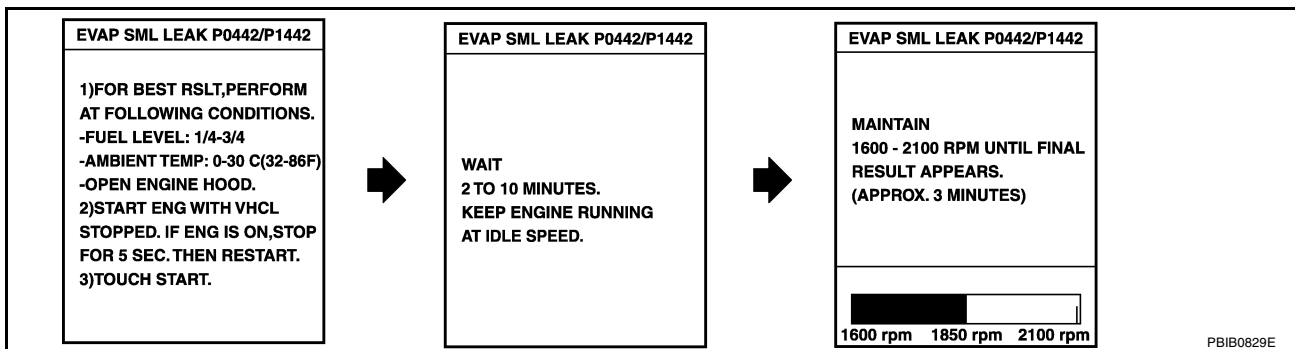 EVAP SML LEAK P0442/P1442
1)FOR BEST RSLT,PERFORM
AT FOLLOWING CONDITIONS.
-FUEL LEVEL: 1/4-3/4
-AMBIENT TEMP: 0-30 C(32-86F)
-OPEN ENGINE HOOD.
2)START ENG WITH VHCL
STOPPED. IF ENG IS ON,STOP
FOR 5 SEC. THEN RESTART.
3)TOUCH START.
EVAP SML LEAK P0442/P1442
WAIT
2 TO 10 MINUTES.
KEEP ENGINE RUNNING
AT IDLE SPEED.
EVAP SML LEAK P0442/P1442
MAINTAIN
1600 - 2100 RPM UNTIL FINAL
RESULT APPEARS.
(APPROX. 3 MINUTES)
1600 rpm 1850 rpm 2100 rpm
PBIB0829E